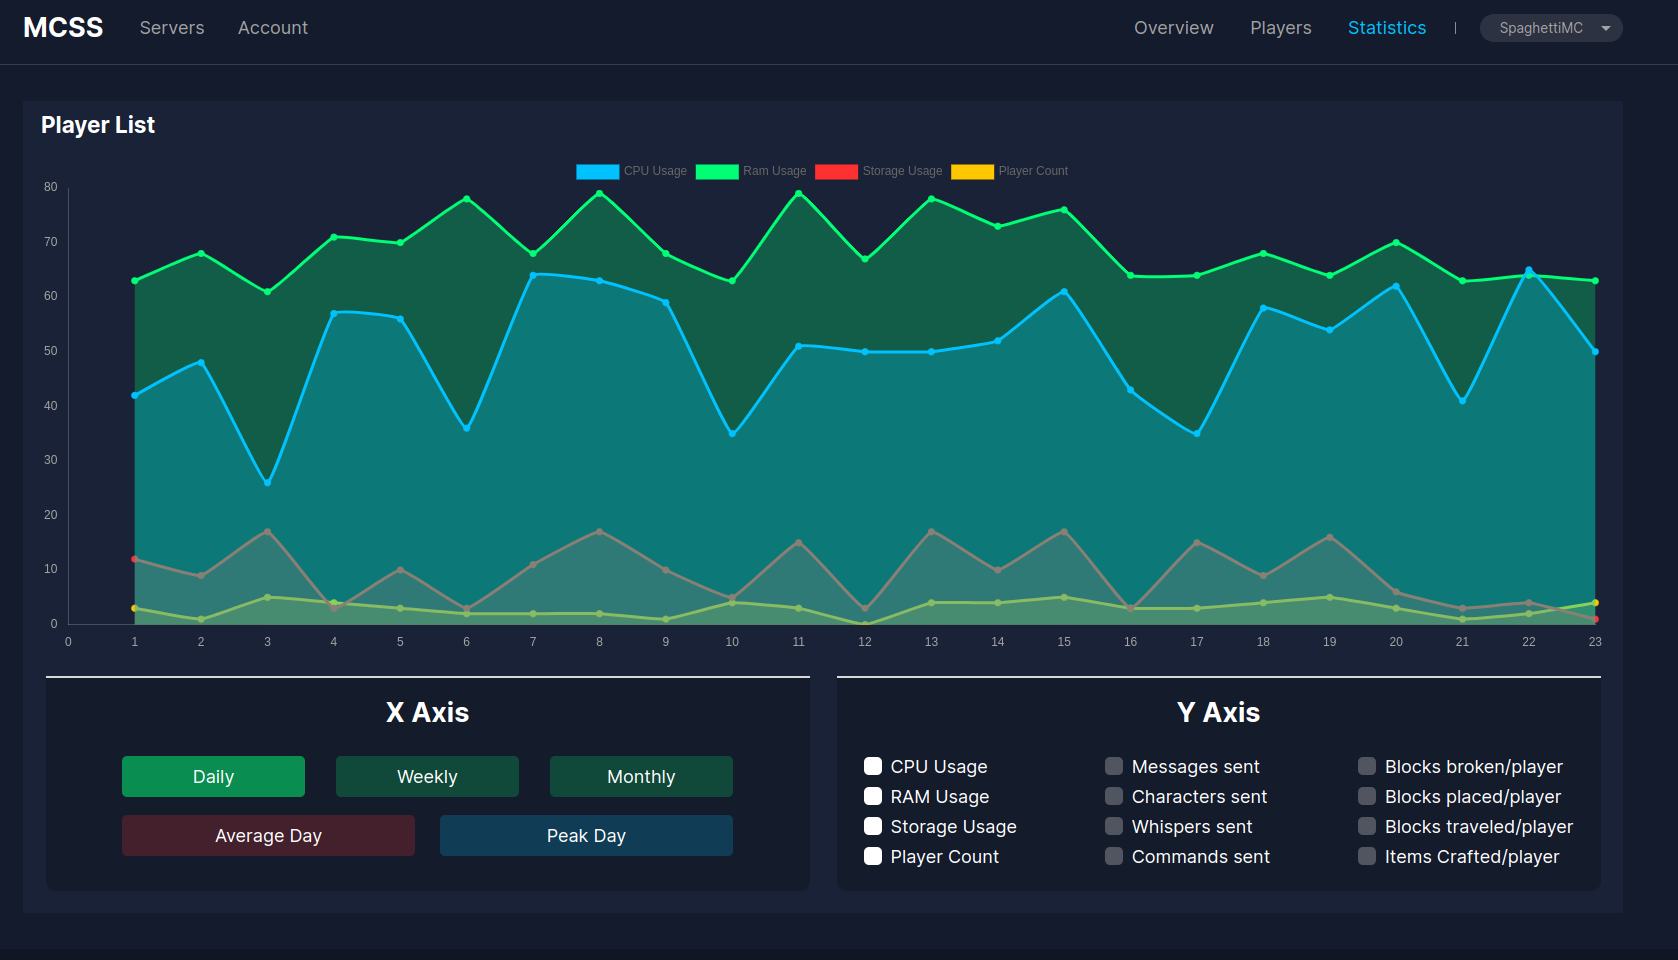 MCSS Servers Account Overview Players Statistics | SpaghettiMC
Player List
CPU Usage Ram Usage Storage Usage Player Count
80
70
60
50
40
30
20
10
0
0 1 2 3 4 5 6 7 8 9 10 11 12 13 14 15 16 17 18 19 20 21 22 23
X Axis
Daily Weekly Monthly
Average Day Peak Day
Y Axis
CPU Usage Messages sent Blocks broken/player
RAM Usage Characters sent Blocks placed/player
Storage Usage Whispers sent Blocks traveled/player
Player Count Commands sent Items Crafted/player